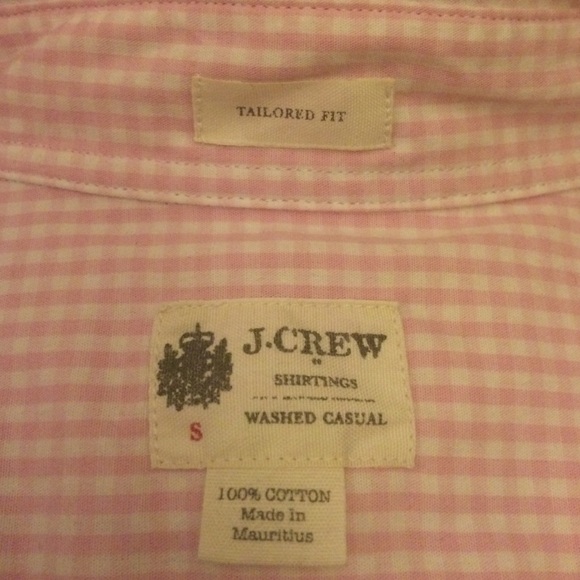 TAILORED FIT
J.CREW
SHIRTINGS
WASHED CASUAL
S
100% COTTON
Made in
Mauritius